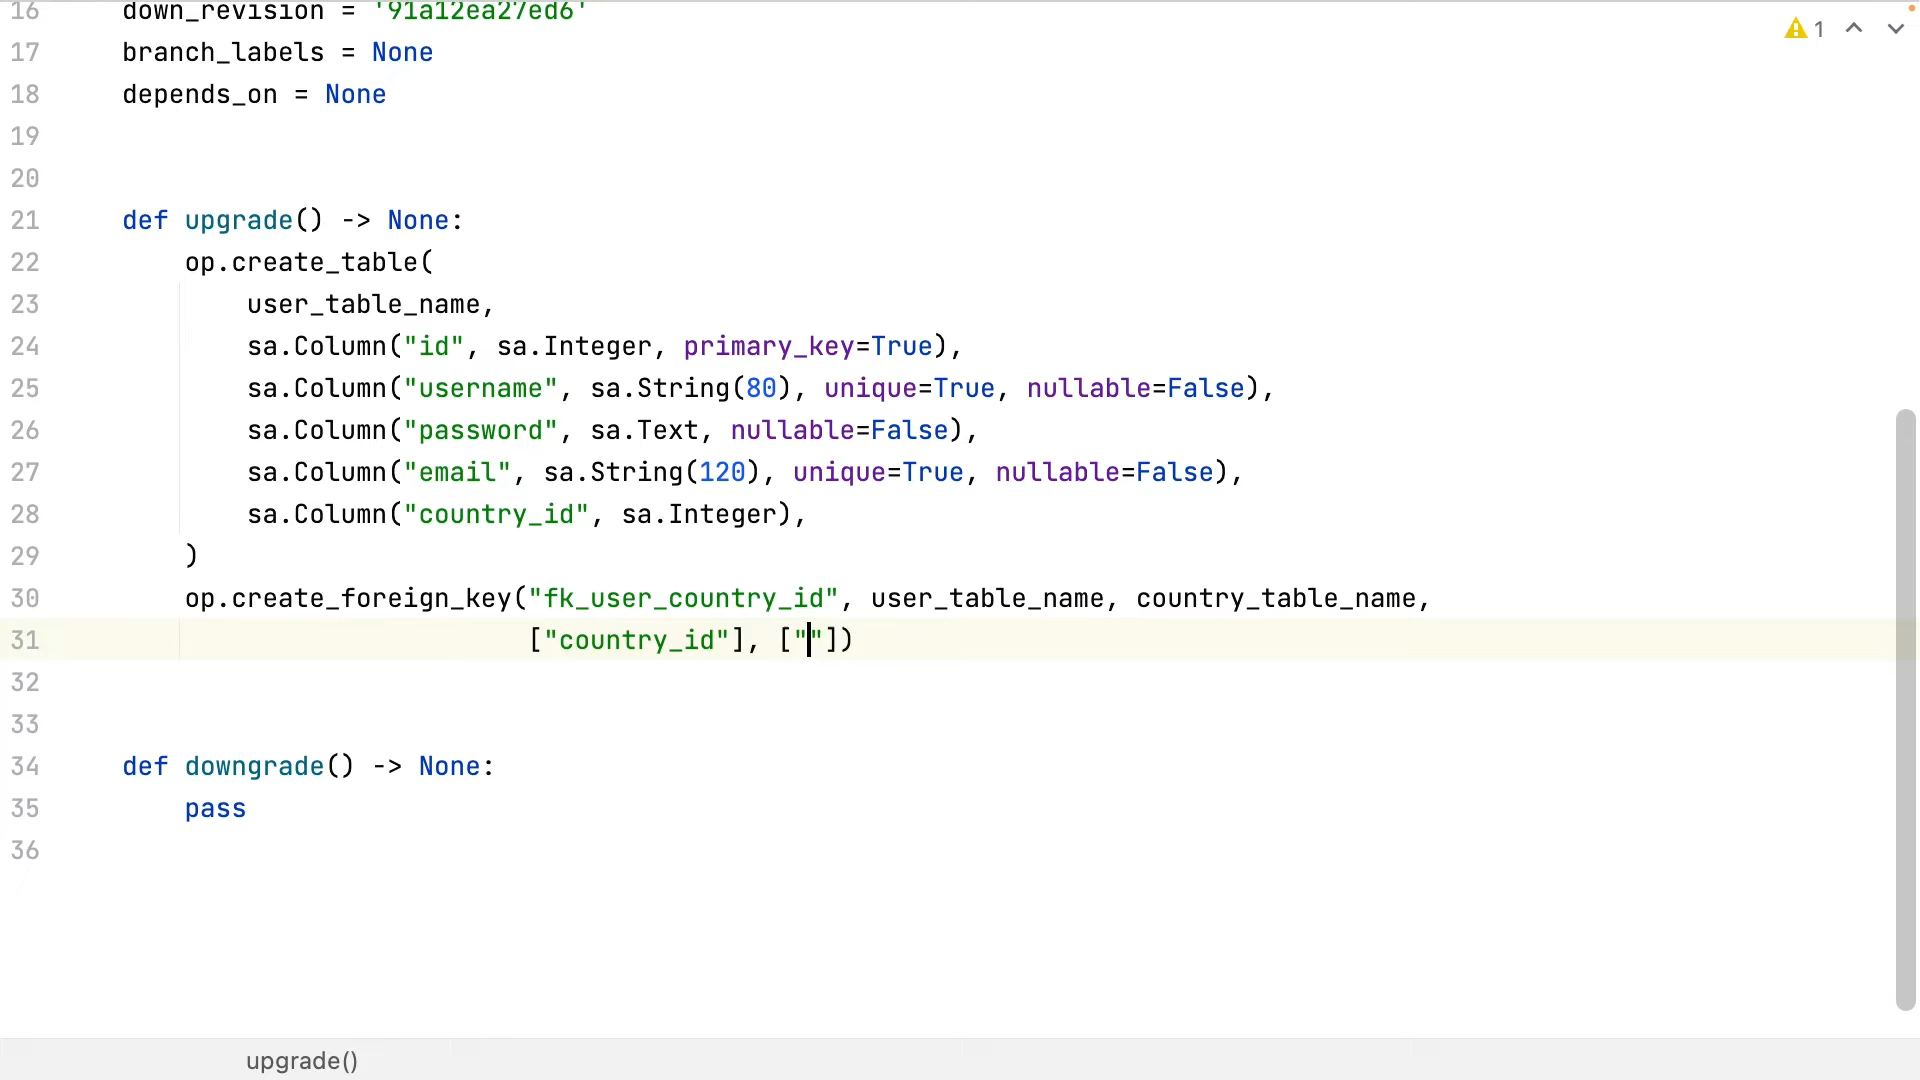 16 down_revision = '91a12ea27ed6'
17 branch_labels = None
18 depends_on = None
19
20
21 def upgrade() -> None:
22     op.create_table(
23         user_table_name,
24         sa.Column("id", sa.Integer, primary_key=True),
25         sa.Column("username", sa.String(80), unique=True, nullable=False),
26         sa.Column("password", sa.Text, nullable=False),
27         sa.Column("email", sa.String(120), unique=True, nullable=False),
28         sa.Column("country_id", sa.Integer),
29     )
30     op.create_foreign_key("fk_user_country_id", user_table_name, country_table_name,
31                           ["country_id"], [""])
32
33
34 def downgrade() -> None:
35     pass
36
1
upgrade()